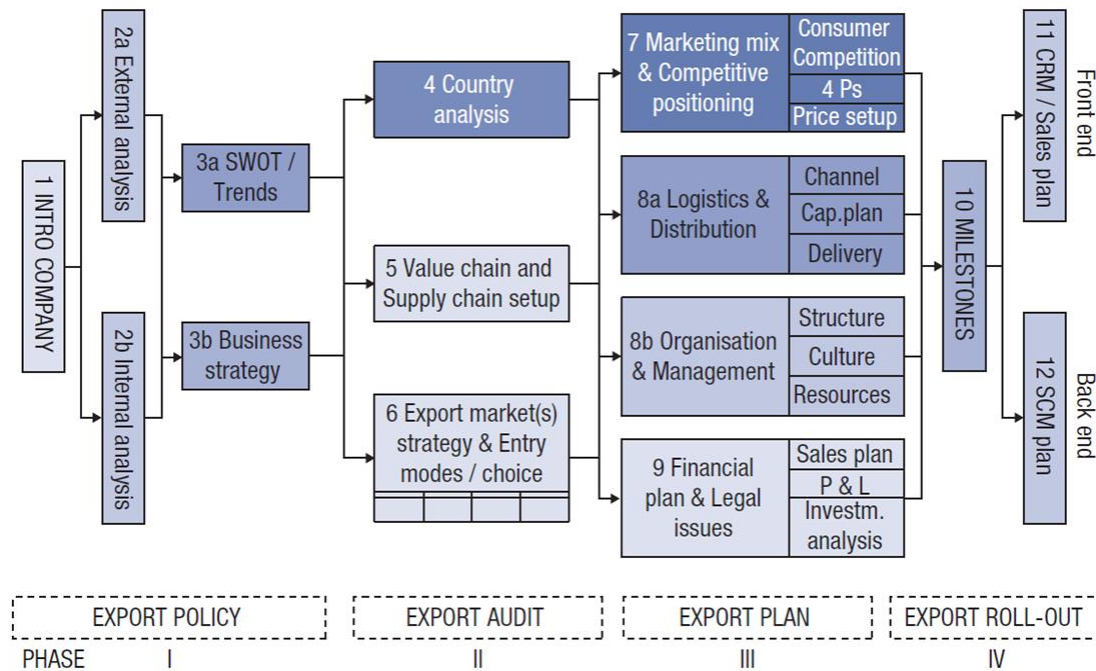 1 INTRO COMPANY
2a External analysis
2b Internal analysis
3a SWOT /
Trends
3b Business
strategy
4 Country
analysis
5 Value chain and
Supply chain setup
6 Export market(s)
strategy & Entry
modes / choice
7 Marketing mix
& Competitive
positioning
Consumer
Competition
4 Ps
Price setup
8a Logistics &
Distribution
Channel
Cap.plan
Delivery
8b Organisation
& Management
Structure
Culture
Resources
9 Financial
plan & Legal
issues
Sales plan
P & L
Investm.
analysis
10 MILESTONES
11 CRM / Sales plan
Front end
12 SCM plan
Back end
EXPORT POLICY
EXPORT AUDIT
EXPORT PLAN
EXPORT ROLL-OUT
PHASE I II III IV